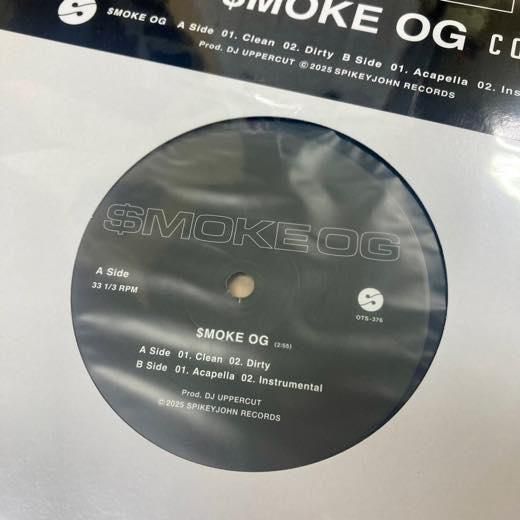 $MOKE OG CO
$MOKE OG A Side 01. Clean 02. Dirty B Side 01. Acapella 02. Ins
Prod. DJ UPPERCUT ©2025 SPIKEYJOHN RECORDS
$MOKE OG
A Side
33 1/3 RPM
OTS-376
$MOKE OG (2:55)
A Side 01. Clean 02. Dirty
B Side 01. Acapella 02. Instrumental
Prod. DJ UPPERCUT
©2025 SPIKEYJOHN RECORDS